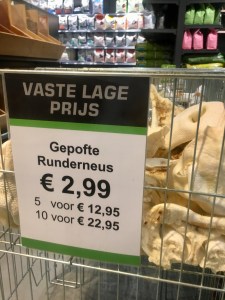 VASTE LAGE
PRIJS
Gepofte
Runderneus
€ 2,99
5 voor € 12,95
10 voor € 22,95